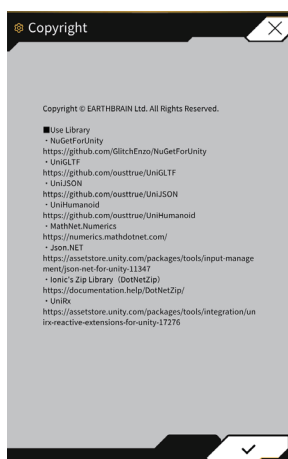 Copyright
Copyright © EARTHBRAIN Ltd. All Rights Reserved.
■Use Library
・NuGetForUnity
https://github.com/GlitchEnzo/NuGetForUnity
・UniGLTF
https://github.com/ousttrue/UniGLTF
・UniJSON
https://github.com/ousttrue/UniJSON
・UniHumanoid
https://github.com/ousttrue/UniHumanoid
・MathNet.Numerics
https://numerics.mathdotnet.com/
・Json.NET
https://assetstore.unity.com/packages/tools/input-manage
ment/json-net-for-unity-11347
・Ionic's Zip Library（DotNetZip）
https://documentation.help/DotNetZip/
・UniRx
https://assetstore.unity.com/packages/tools/integration/un
irx-reactive-extensions-for-unity-17276